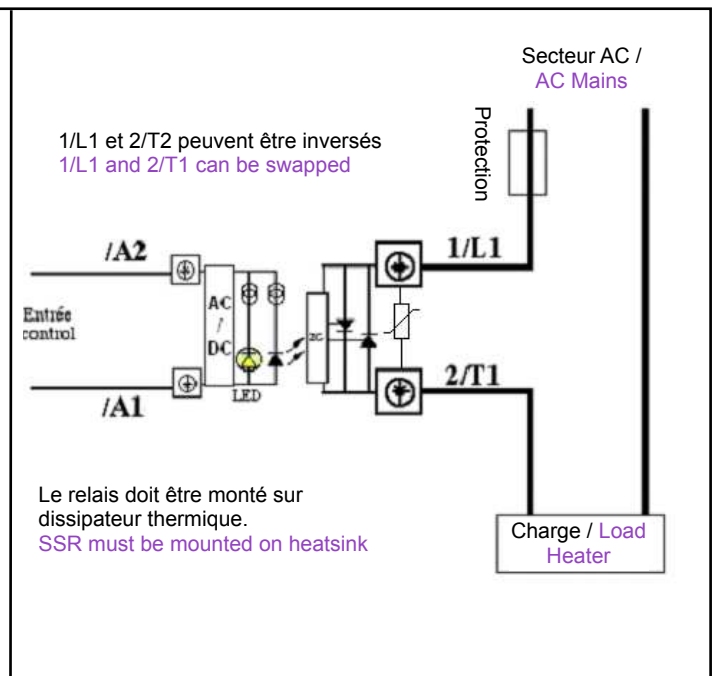 Secteur AC /
AC Mains
Protection
1/L1 et 2/T2 peuvent être inversés
1/L1 and 2/T1 can be swapped
/A2
1/L1
Entrée
control
AC
/
DC
LED
/A1
2/T1
Le relais doit être monté sur
dissipateur thermique.
SSR must be mounted on heatsink
Charge / Load
Heater